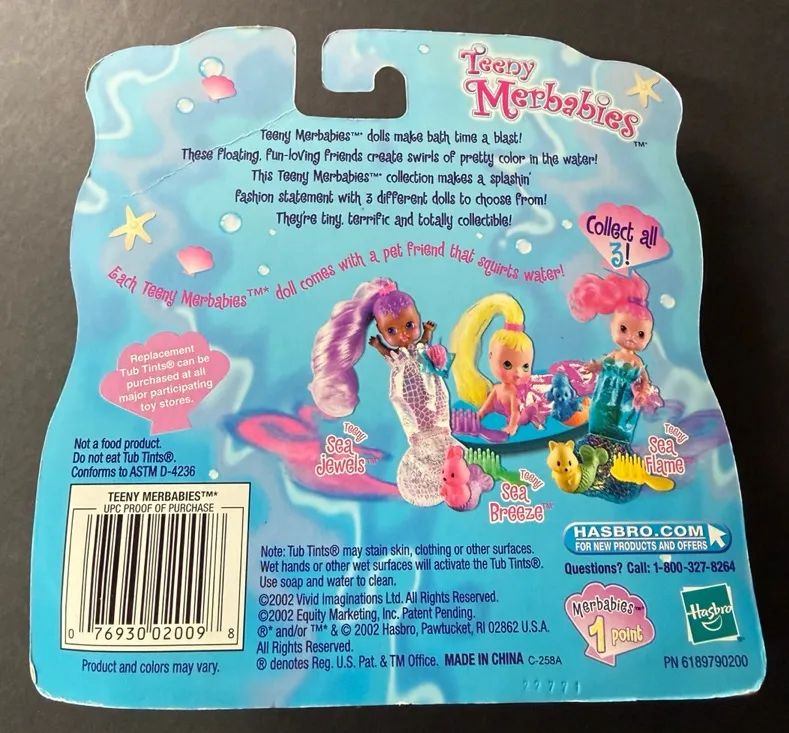 Teeny
Merbabies™
Teeny Merbabies™* dolls make bath time a blast!
These floating, fun-loving friends create swirls of pretty color in the water!
This Teeny Merbabies™* collection makes a splashin'
fashion statement with 3 different dolls to choose from!
They're tiny, terrific and totally collectible!
Collect all
3!
Each Teeny Merbabies™* doll comes with a pet friend that squirts water!
Replacement
Tub Tints® can be
purchased at all
major participating
toy stores.
Teeny
Sea
Jewels™
Teeny
Sea
Breeze™
Teeny
Sea
Flame
Not a food product.
Do not eat Tub Tints®.
Conforms to ASTM D-4236
TEENY MERBABIES™*
UPC PROOF OF PURCHASE
0 76930 02009 8
Product and colors may vary.
Note: Tub Tints® may stain skin, clothing or other surfaces.
Wet hands or other wet surfaces will activate the Tub Tints®.
Use soap and water to clean.
©2002 Vivid Imaginations Ltd. All Rights Reserved.
©2002 Equity Marketing, Inc. Patent Pending.
®* and/or ™* & © 2002 Hasbro, Pawtucket, RI 02862 U.S.A.
All Rights Reserved.
® denotes Reg. U.S. Pat. & TM Office. MADE IN CHINA C-258A
HASBRO.COM
FOR NEW PRODUCTS AND OFFERS
Questions? Call: 1-800-327-8264
Merbabies™
1 point
Hasbro
PN 6189790200